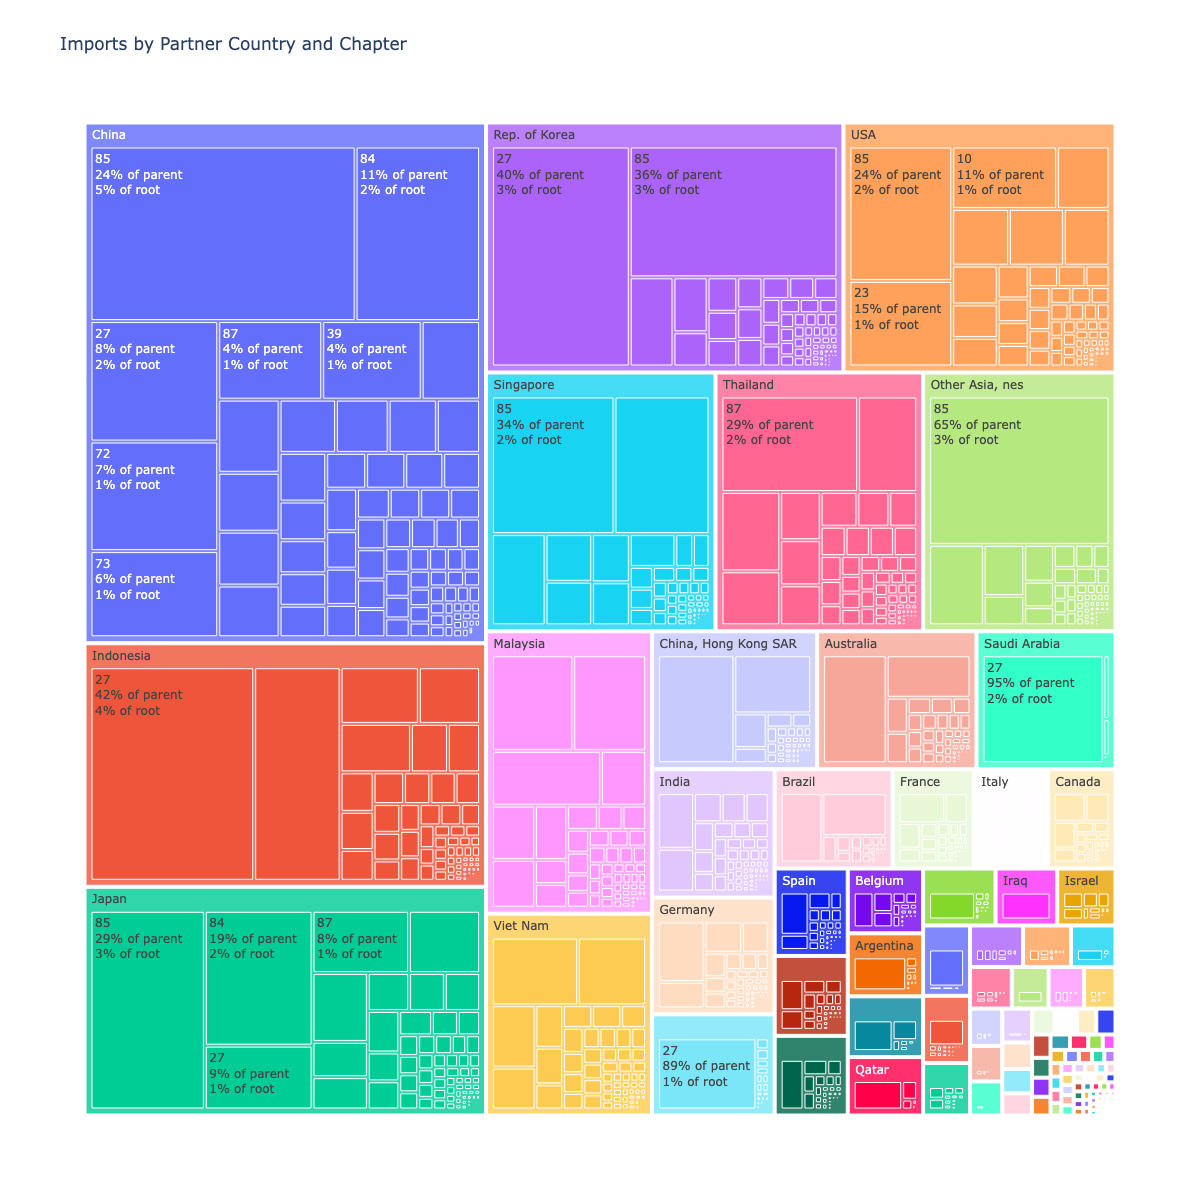 Imports by Partner Country and Chapter
China
85
24% of parent
5% of root
84
11% of parent
2% of root
27
8% of parent
2% of root
87
4% of parent
1% of root
39
4% of parent
1% of root
72
7% of parent
1% of root
73
6% of parent
1% of root
Indonesia
27
42% of parent
4% of root
Japan
85
29% of parent
3% of root
84
19% of parent
2% of root
87
8% of parent
1% of root
27
9% of parent
1% of root
Rep. of Korea
27
40% of parent
3% of root
85
36% of parent
3% of root
USA
85
24% of parent
2% of root
10
11% of parent
1% of root
23
15% of parent
1% of root
Singapore
85
34% of parent
2% of root
Thailand
87
29% of parent
2% of root
Other Asia, nes
85
65% of parent
3% of root
Malaysia
Viet Nam
China, Hong Kong SAR
Australia
Saudi Arabia
27
95% of parent
2% of root
India
Germany
27
89% of parent
1% of root
Brazil
France
Italy
Canada
Spain
Belgium
Argentina
Qatar
Iraq
Israel